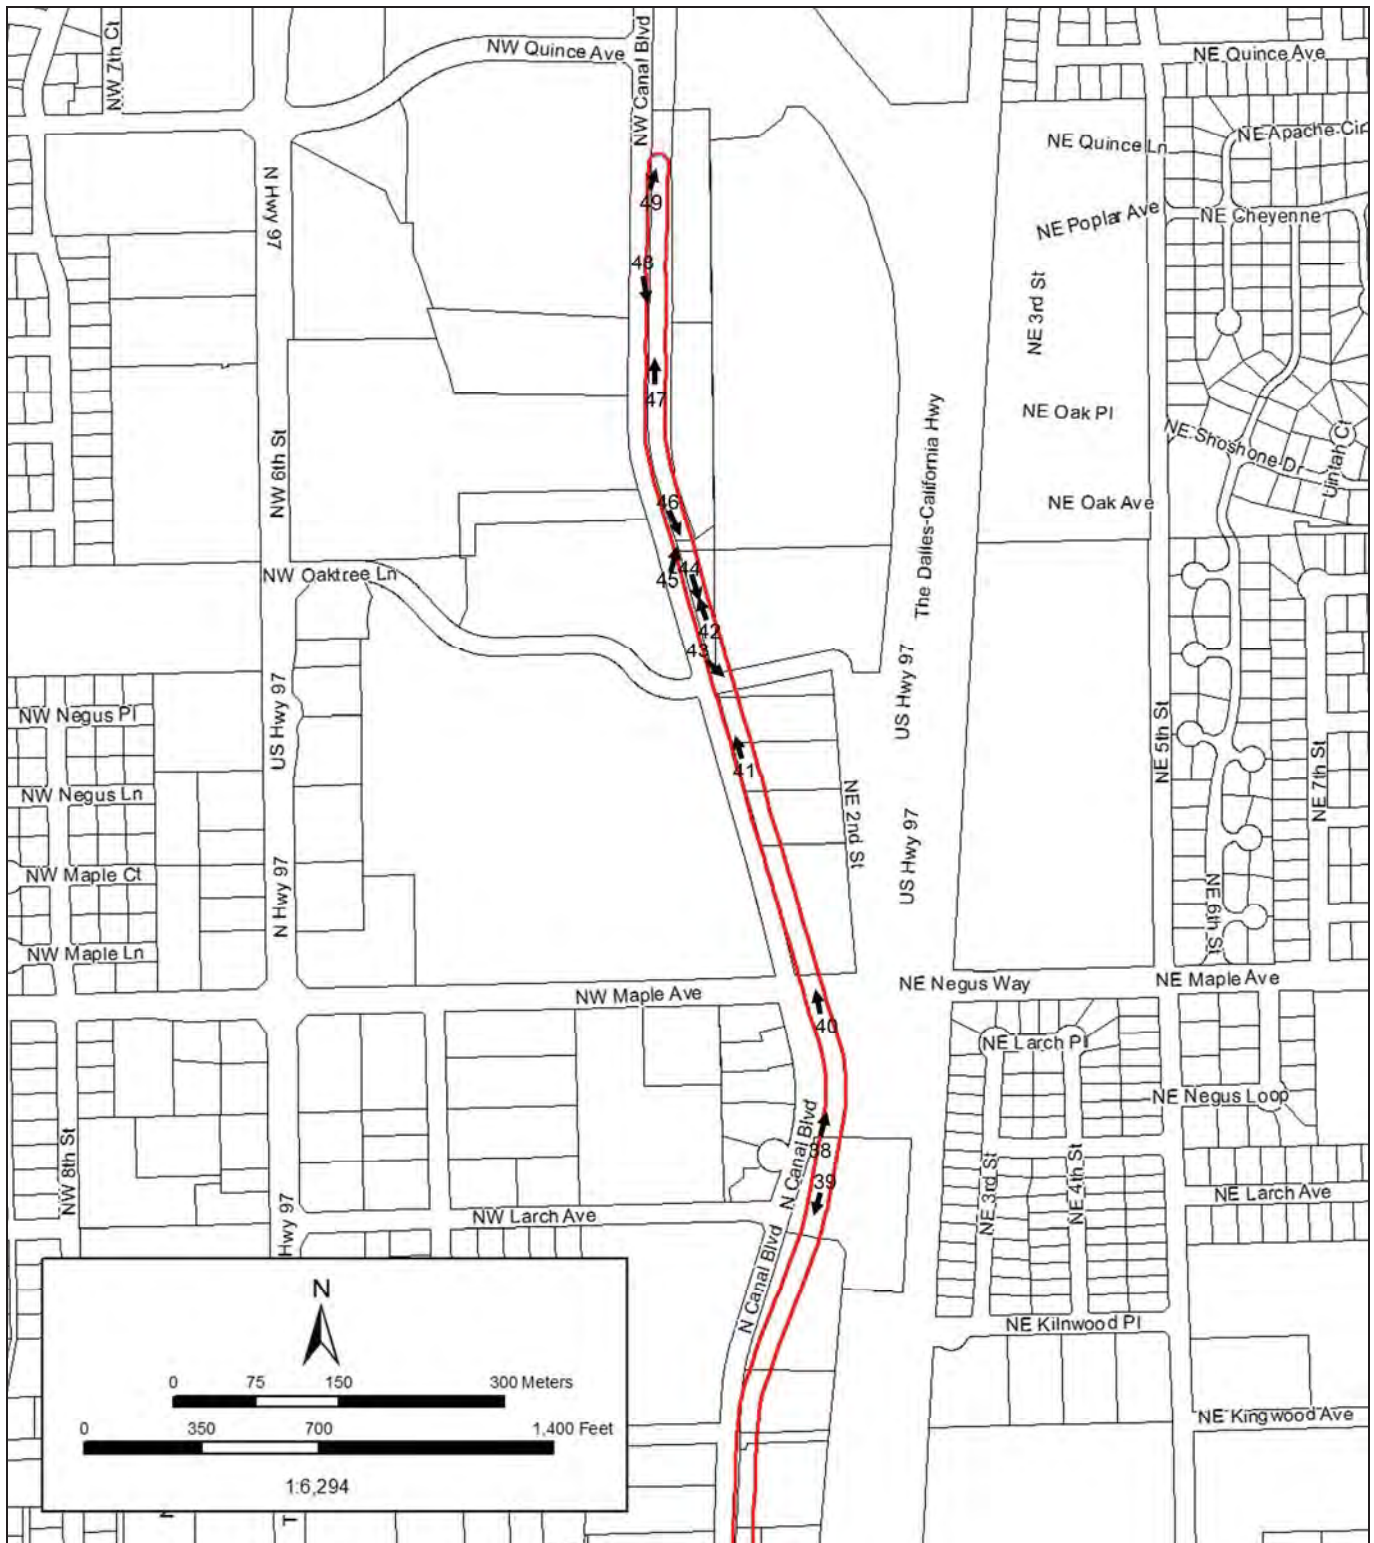 NW 7th Ct
NW Quince Ave
NW Canal Blvd
NE Quince Ave
NE Quince Ln
NE Apache Cir
NE Poplar Ave
NE Cheyenne
N Hwy 97
49
48
NE 3rd St
47
NE Oak Pl
The Dalles-California Hwy
NE Shoshone Dr
Uintah Ct
NW 6th St
46
NE Oak Ave
NW Oaktree Ln
45
44
42
43
US Hwy 97
US Hwy 97
NE 5th St
NW Negus Pl
41
NE 2nd St
NE 7th St
NW Negus Ln
US Hwy 97
NW Maple Ct
N Hwy 97
NE 6th St
NW Maple Ln
NW Maple Ave
NE Negus Way
NE Maple Ave
40
NE Larch Pl
NE Negus Loop
N Canal Blvd
38
NW 8th St
39
NE 3rd St
NE 4th St
NE Larch Ave
NW Larch Ave
Hwy 97
N Canal Blvd
NE Kilnwood Pl
N
0 75 150 300 Meters
0 350 700 1,400 Feet
NE Kingwood Ave
1:6,294